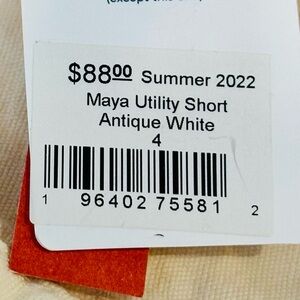 $88.00 Summer 2022
Maya Utility Short
Antique White
4
1 96402 75581 2